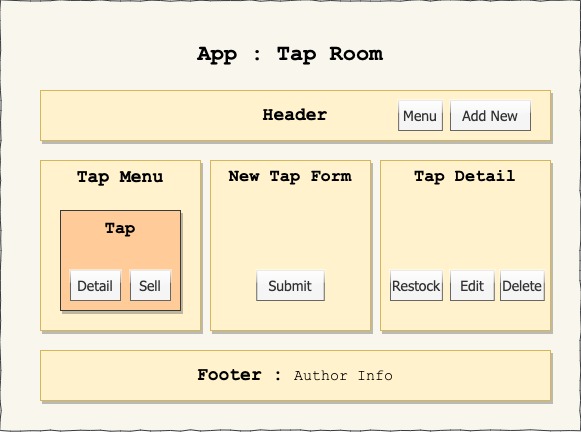 App : Tap Room
Header
Menu
Add New
Tap Menu
Tap
Detail
Sell
New Tap Form
Submit
Tap Detail
Restock
Edit
Delete
Footer : Author Info